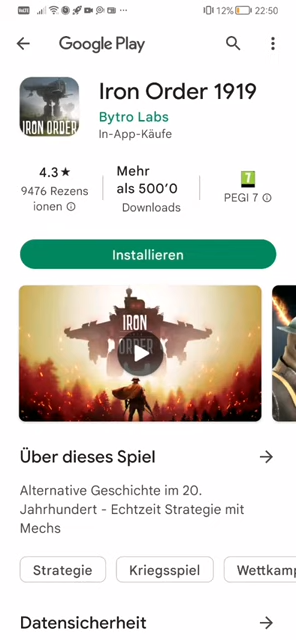 12% 22:50
Google Play
IRON ORDER
Iron Order 1919
Bytro Labs
In-App-Käufe
4.3★
9476 Rezens
ionen
Mehr
als 500'0
Downloads
7
PEGI 7
Installieren
IRON
ORDER
Über dieses Spiel
Alternative Geschichte im 20.
Jahrhundert - Echtzeit Strategie mit
Mechs
Strategie
Kriegsspiel
Wettkam
Datensicherheit